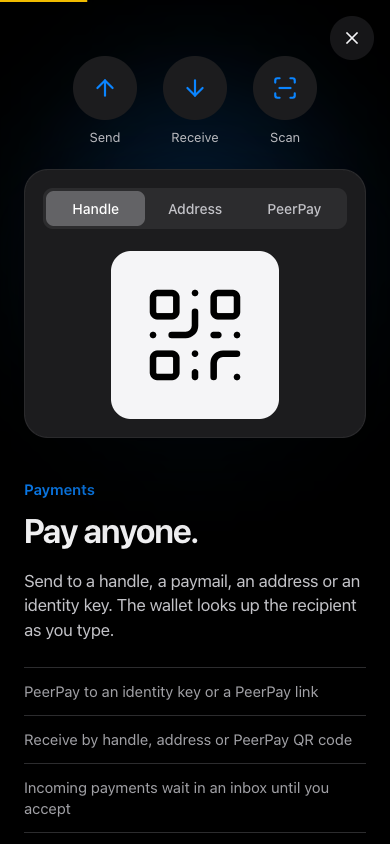 Send
Receive
Scan
Handle
Address
PeerPay
Payments
Pay anyone.
Send to a handle, a paymail, an address or an
identity key. The wallet looks up the recipient
as you type.
PeerPay to an identity key or a PeerPay link
Receive by handle, address or PeerPay QR code
Incoming payments wait in an inbox until you
accept